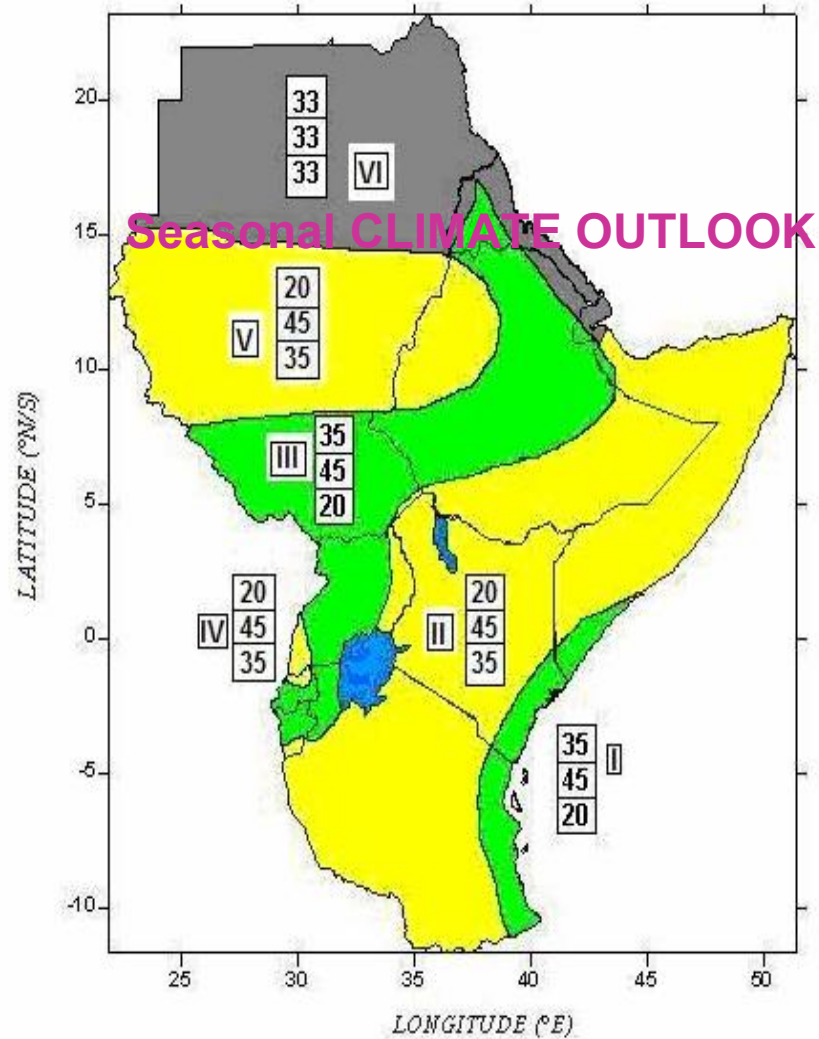 20
33
33
33
VI
15
Seasonal CLIMATE OUTLOOK
20
45
35
V
10
35
45
20
III
5
LATITUDE (°N/S)
20
45
35
IV
0
20
45
35
II
-5
35
45
20
I
-10
25 30 35 40 45 50
LONGITUDE (°E)